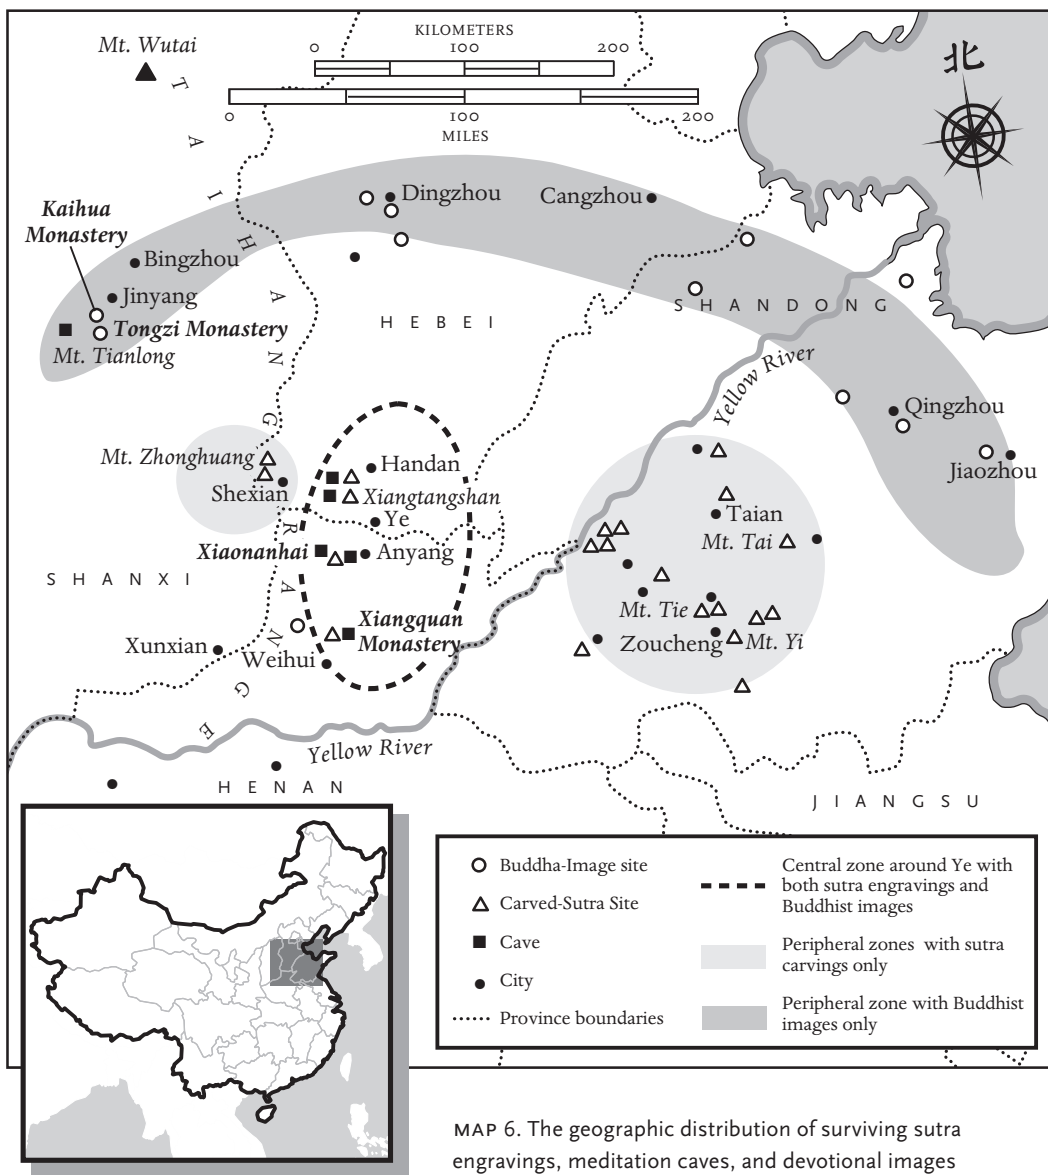 KILOMETERS
0 100 200
0 100 200
MILES
Mt. Wutai
北
TAIHANG RANGE
Dingzhou
Cangzhou
Kaihua
Monastery
Bingzhou
Jinyang
Tongzi Monastery
Mt. Tianlong
HEBEI
SHANDONG
Yellow River
Qingzhou
Jiaozhou
Mt. Zhonghuang
Shexian
Handan
Xiangtangshan
Ye
Xiaonanhai
Anyang
Taian
Mt. Tai
SHANXI
Mt. Tie
Zoucheng
Mt. Yi
Xiangquan
Monastery
Xunxian
Weihui
Yellow River
HENAN
JIANGSU
Buddha-Image site
Carved-Sutra Site
Cave
City
Province boundaries
Central zone around Ye with
both sutra engravings and
Buddhist images
Peripheral zones with sutra
carvings only
Peripheral zone with Buddhist
images only
MAP 6. The geographic distribution of surviving sutra
engravings, meditation caves, and devotional images